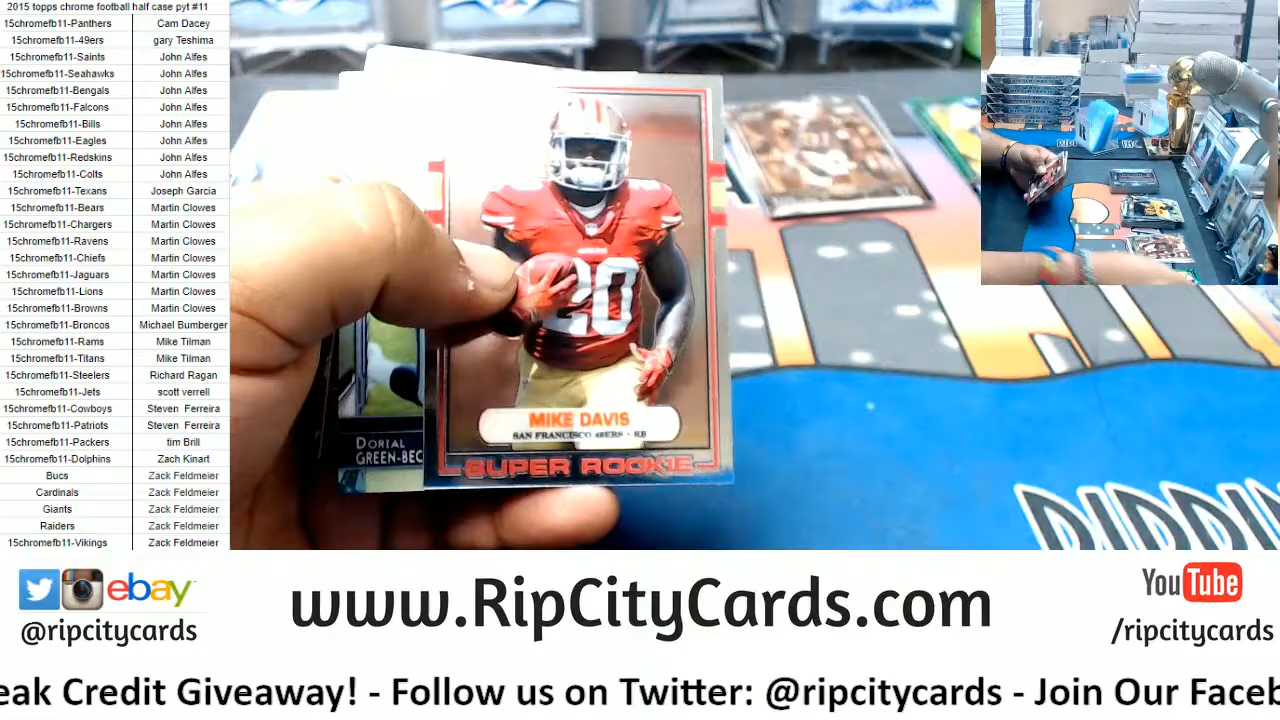 2015 topps chrome football half case pyt #11
15chromefb11-Panthers Cam Dacey
15chromefb11-49ers gary Teshima
15chromefb11-Saints John Alfes
15chromefb11-Seahawks John Alfes
15chromefb11-Bengals John Alfes
15chromefb11-Falcons John Alfes
15chromefb11-Bills John Alfes
15chromefb11-Eagles John Alfes
15chromefb11-Redskins John Alfes
15chromefb11-Colts John Alfes
15chromefb11-Texans Joseph Garcia
15chromefb11-Bears Martin Clowes
15chromefb11-Chargers Martin Clowes
15chromefb11-Ravens Martin Clowes
15chromefb11-Chiefs Martin Clowes
15chromefb11-Jaguars Martin Clowes
15chromefb11-Lions Martin Clowes
15chromefb11-Browns Martin Clowes
15chromefb11-Broncos Michael Bumberger
15chromefb11-Rams Mike Tilman
15chromefb11-Titans Mike Tilman
15chromefb11-Steelers Richard Ragan
15chromefb11-Jets scott verrell
15chromefb11-Cowboys Steven Ferreira
15chromefb11-Patriots Steven Ferreira
15chromefb11-Packers tim Brill
15chromefb11-Dolphins Zach Kinart
Bucs Zack Feldmeier
Cardinals Zack Feldmeier
Giants Zack Feldmeier
Raiders Zack Feldmeier
15chromefb11-Vikings Zack Feldmeier
20
MIKE DAVIS
SAN FRANCISCO 49ERS · RB
SUPER ROOKIE
DORIAL
GREEN-BEC
RIPPIN
ebay
@ripcitycards
www.RipCityCards.com
YouTube
/ripcitycards
eak Credit Giveaway! - Follow us on Twitter: @ripcitycards - Join Our Faceb